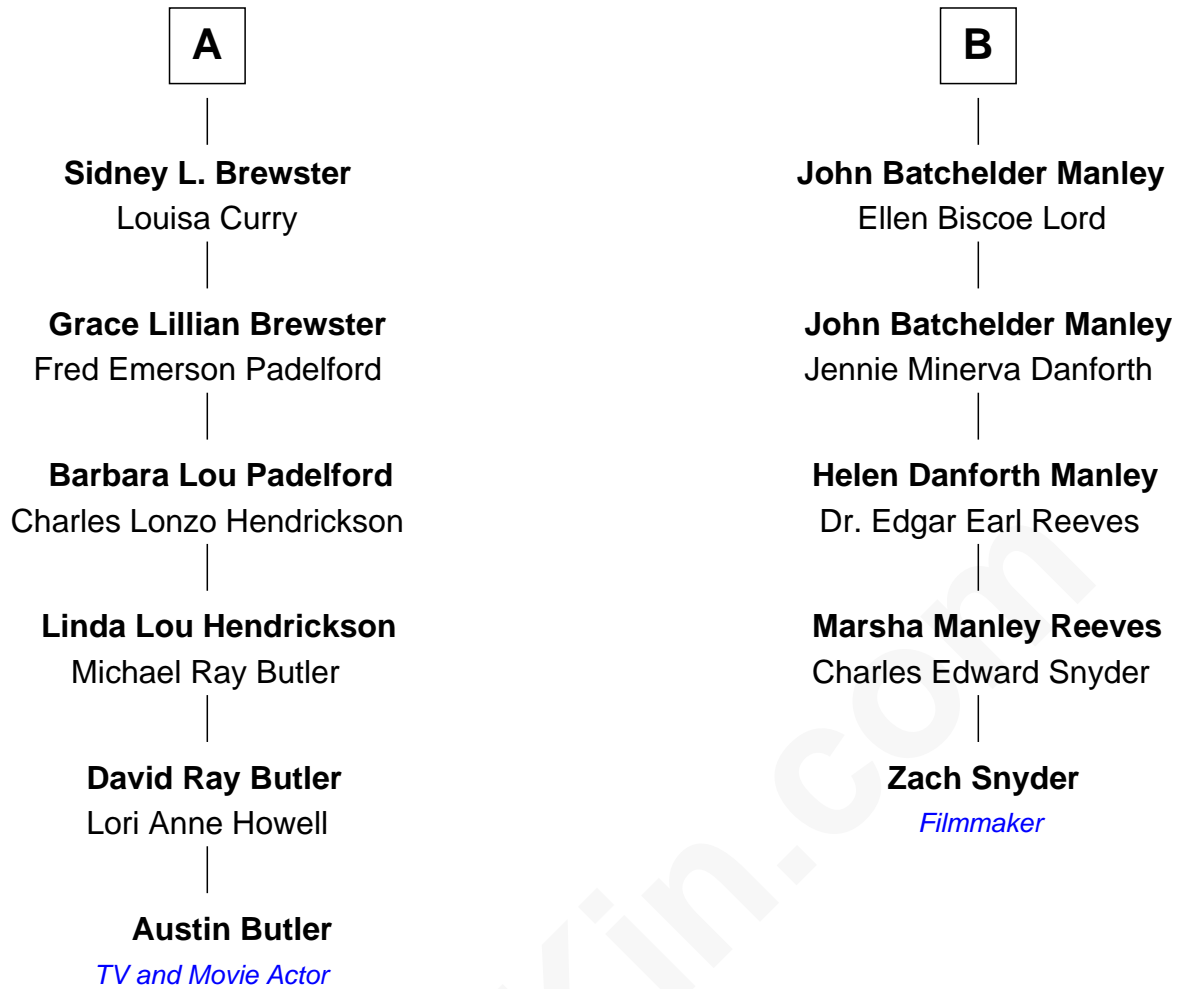 A
Sidney L. Brewster
Louisa Curry
Grace Lillian Brewster
Fred Emerson Padelford
Barbara Lou Padelford
Charles Lonzo Hendrickson
Linda Lou Hendrickson
Michael Ray Butler
David Ray Butler
Lori Anne Howell
Austin Butler
TV and Movie Actor
B
John Batchelder Manley
Ellen Biscoe Lord
John Batchelder Manley
Jennie Minerva Danforth
Helen Danforth Manley
Dr. Edgar Earl Reeves
Marsha Manley Reeves
Charles Edward Snyder
Zach Snyder
Filmmaker